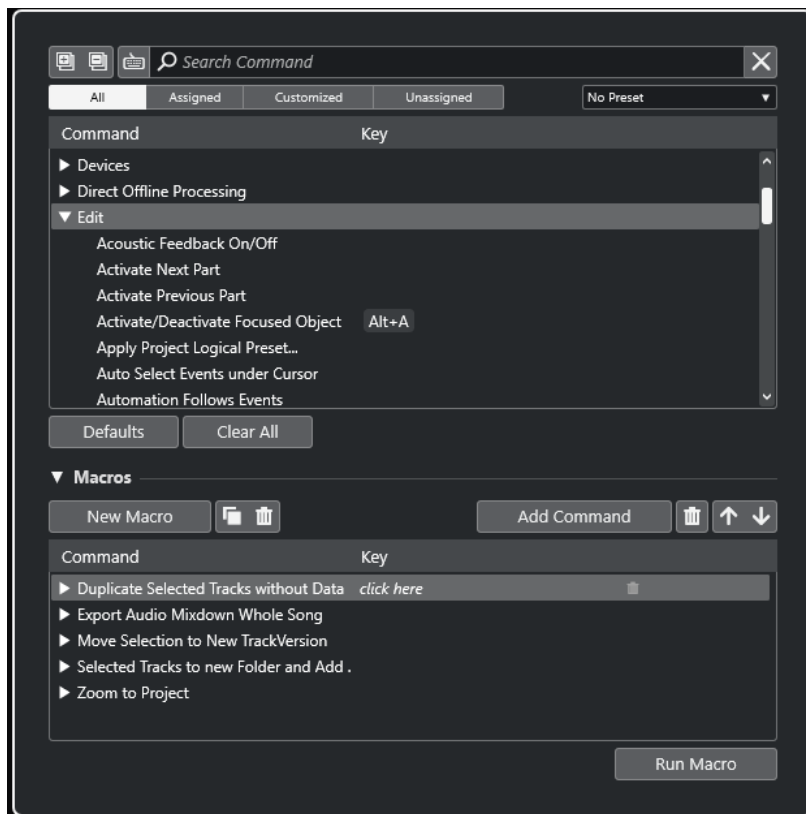 Search Command
All Assigned Customized Unassigned No Preset
Command Key
Devices
Direct Offline Processing
Edit
Acoustic Feedback On/Off
Activate Next Part
Activate Previous Part
Activate/Deactivate Focused Object Alt+A
Apply Project Logical Preset...
Auto Select Events under Cursor
Automation Follows Events
Defaults Clear All
Macros
New Macro Add Command
Command Key
Duplicate Selected Tracks without Data click here
Export Audio Mixdown Whole Song
Move Selection to New TrackVersion
Selected Tracks to new Folder and Add .
Zoom to Project
Run Macro